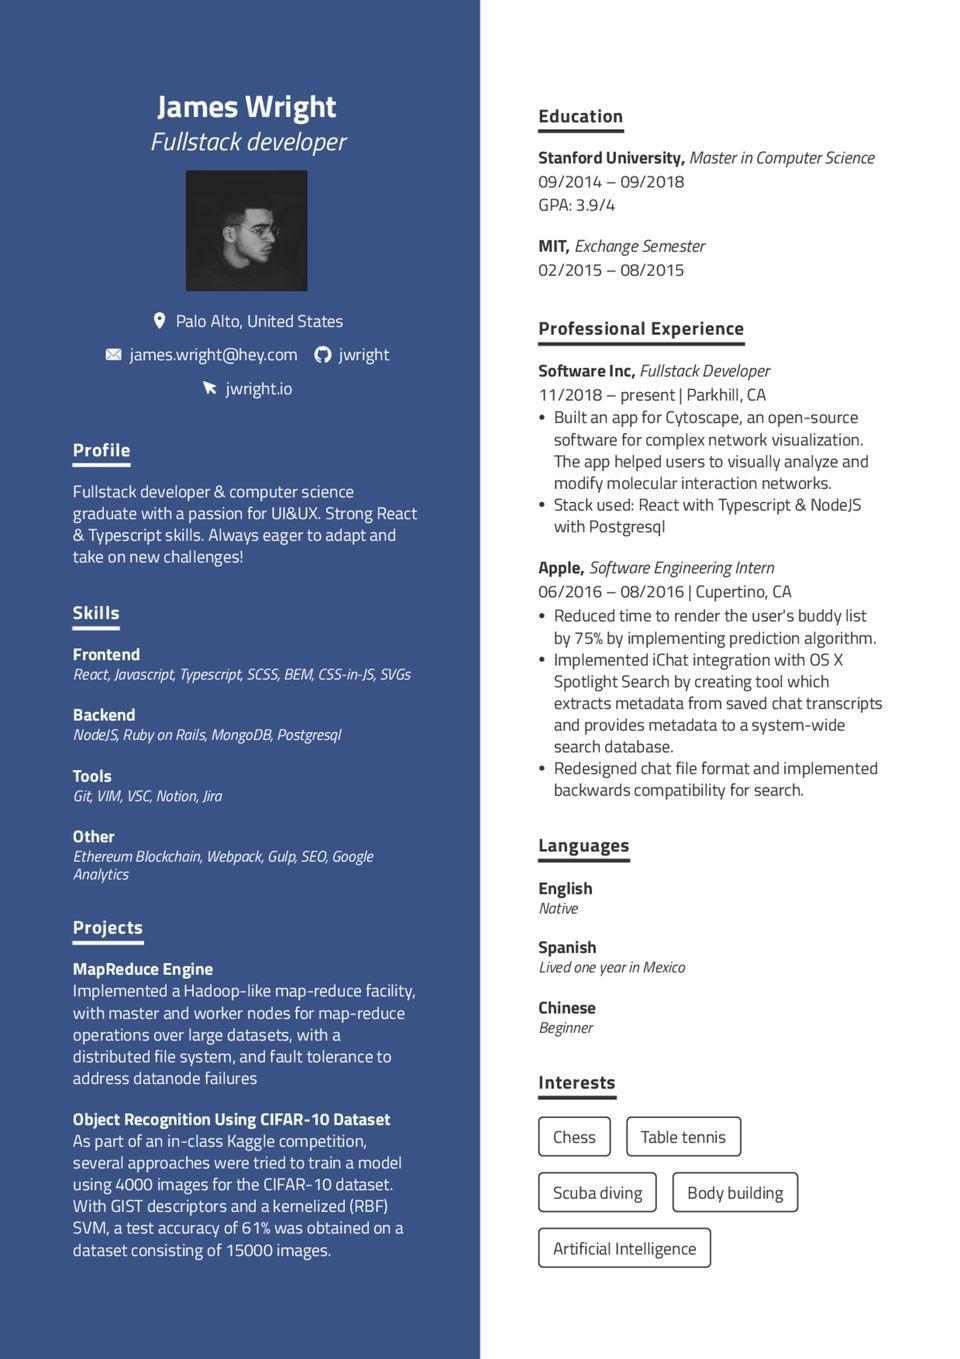 James Wright
Fullstack developer
Palo Alto, United States
james.wright@hey.com jwright
jwright.io
Profile
Fullstack developer & computer science
graduate with a passion for UI&UX. Strong React
& Typescript skills. Always eager to adapt and
take on new challenges!
Skills
Frontend
React, Javascript, Typescript, SCSS, BEM, CSS-in-JS, SVGs
Backend
NodeJS, Ruby on Rails, MongoDB, Postgresql
Tools
Git, VIM, VSC, Notion, Jira
Other
Ethereum Blockchain, Webpack, Gulp, SEO, Google
Analytics
Projects
MapReduce Engine
Implemented a Hadoop-like map-reduce facility,
with master and worker nodes for map-reduce
operations over large datasets, with a
distributed file system, and fault tolerance to
address datanode failures
Object Recognition Using CIFAR-10 Dataset
As part of an in-class Kaggle competition,
several approaches were tried to train a model
using 4000 images for the CIFAR-10 dataset.
With GIST descriptors and a kernelized (RBF)
SVM, a test accuracy of 61% was obtained on a
dataset consisting of 15000 images.
Education
Stanford University, Master in Computer Science
09/2014 – 09/2018
GPA: 3.9/4
MIT, Exchange Semester
02/2015 – 08/2015
Professional Experience
Software Inc, Fullstack Developer
11/2018 – present | Parkhill, CA
• Built an app for Cytoscape, an open-source
software for complex network visualization.
The app helped users to visually analyze and
modify molecular interaction networks.
• Stack used: React with Typescript & NodeJS
with Postgresql
Apple, Software Engineering Intern
06/2016 – 08/2016 | Cupertino, CA
• Reduced time to render the user's buddy list
by 75% by implementing prediction algorithm.
• Implemented iChat integration with OS X
Spotlight Search by creating tool which
extracts metadata from saved chat transcripts
and provides metadata to a system-wide
search database.
• Redesigned chat file format and implemented
backwards compatibility for search.
Languages
English
Native
Spanish
Lived one year in Mexico
Chinese
Beginner
Interests
Chess Table tennis
Scuba diving Body building
Artificial Intelligence